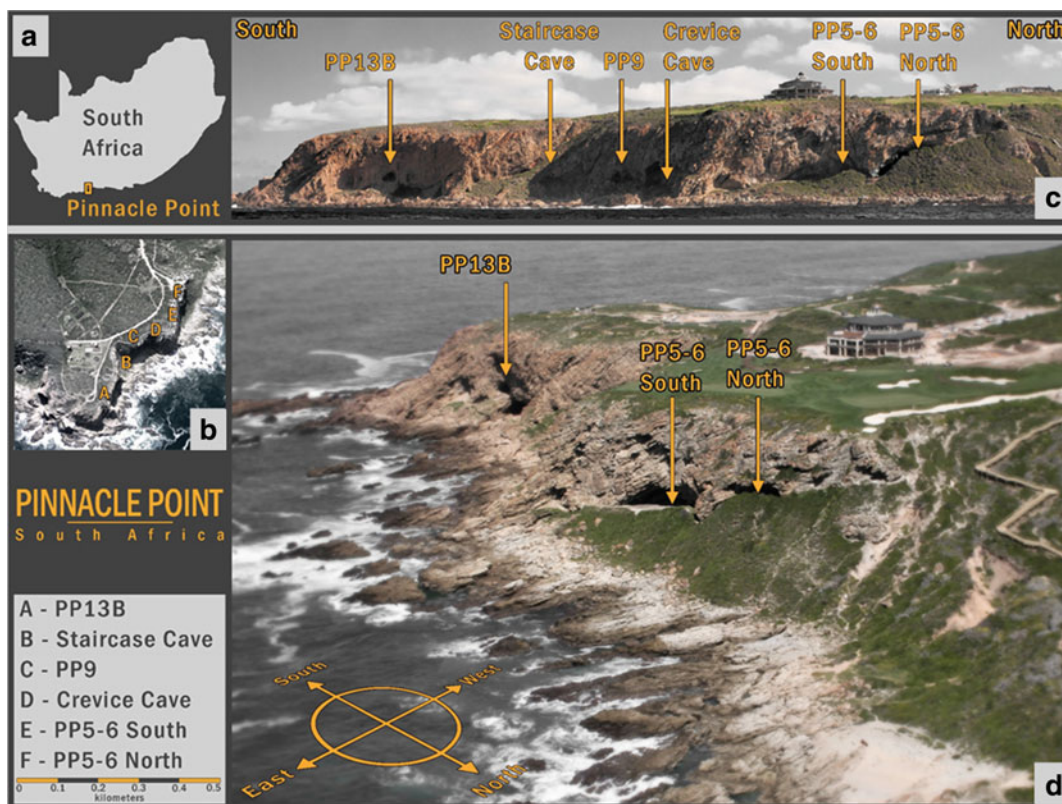 a
South
Africa
Pinnacle Point
South
North
PP13B
Staircase
Cave
PP9
Crevice
Cave
PP5-6
South
PP5-6
North
c
A
B
C
D
E
F
b
PINNACLE POINT
South Africa
A - PP13B
B - Staircase Cave
C - PP9
D - Crevice Cave
E - PP5-6 South
F - PP5-6 North
0 0.1 0.2 0.3 0.4 0.5
kilometers
PP13B
PP5-6
South
PP5-6
North
South
West
East
North
d